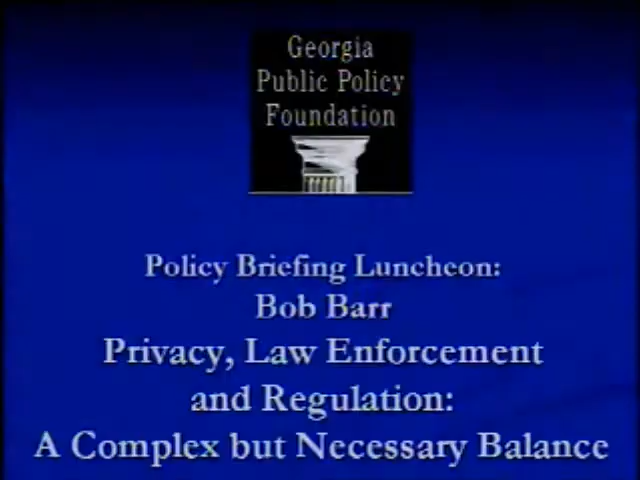 Georgia
Public Policy
Foundation
Policy Briefing Luncheon:
Bob Barr
Privacy, Law Enforcement
and Regulation:
A Complex but Necessary Balance